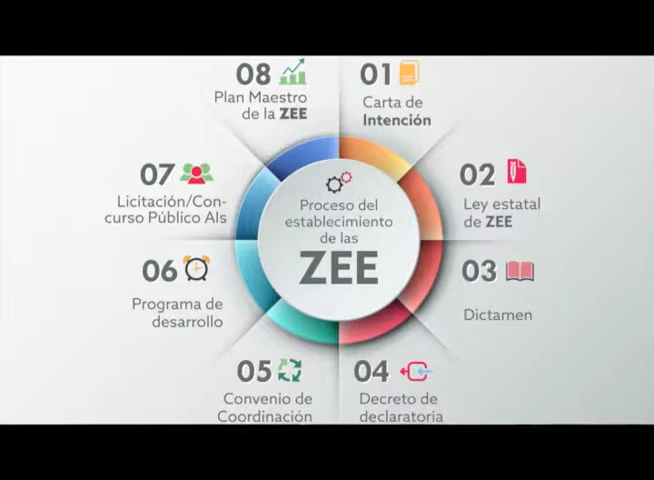 01
Carta de
Intención
02
Ley estatal
de ZEE
03
Dictamen
04
Decreto de
declaratoria
05
Convenio de
Coordinación
06
Programa de
desarrollo
07
Licitación/Con-
curso Público AIs
08
Plan Maestro
de la ZEE
Proceso del
establecimiento
de las
ZEE